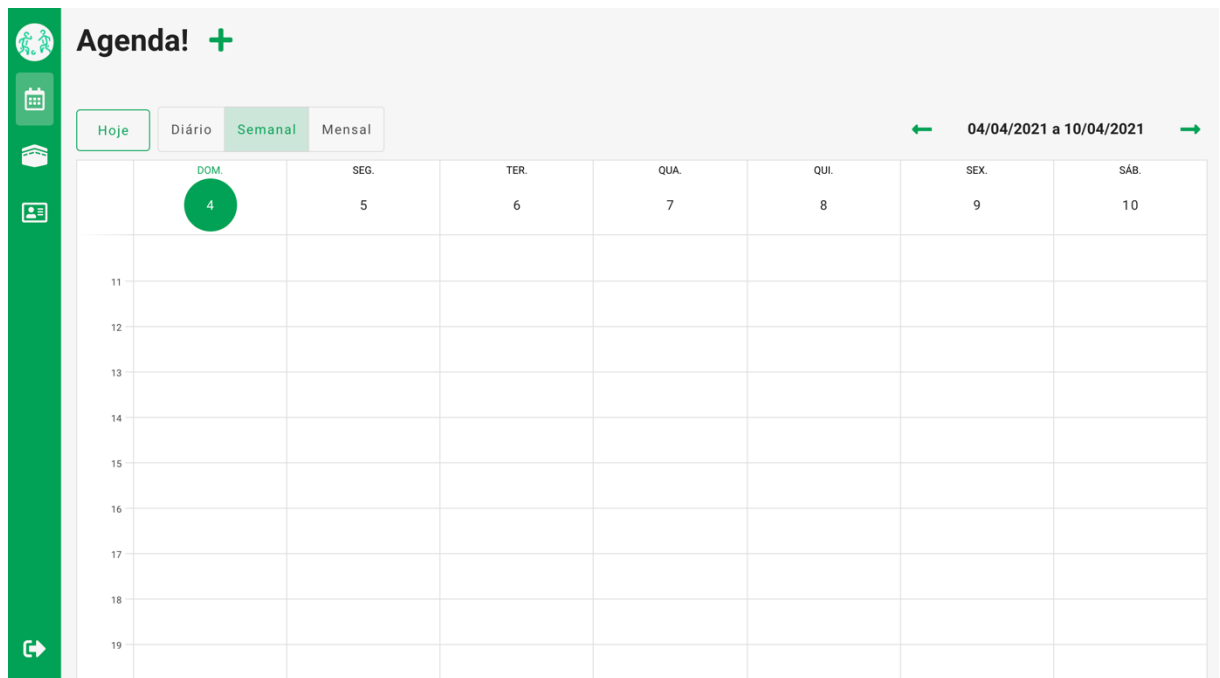 Agenda!
Hoje Diário Semanal Mensal 04/04/2021 a 10/04/2021
DOM. SEG. TER. QUA. QUI. SEX. SÁB.
4 5 6 7 8 9 10
11
12
13
14
15
16
17
18
19